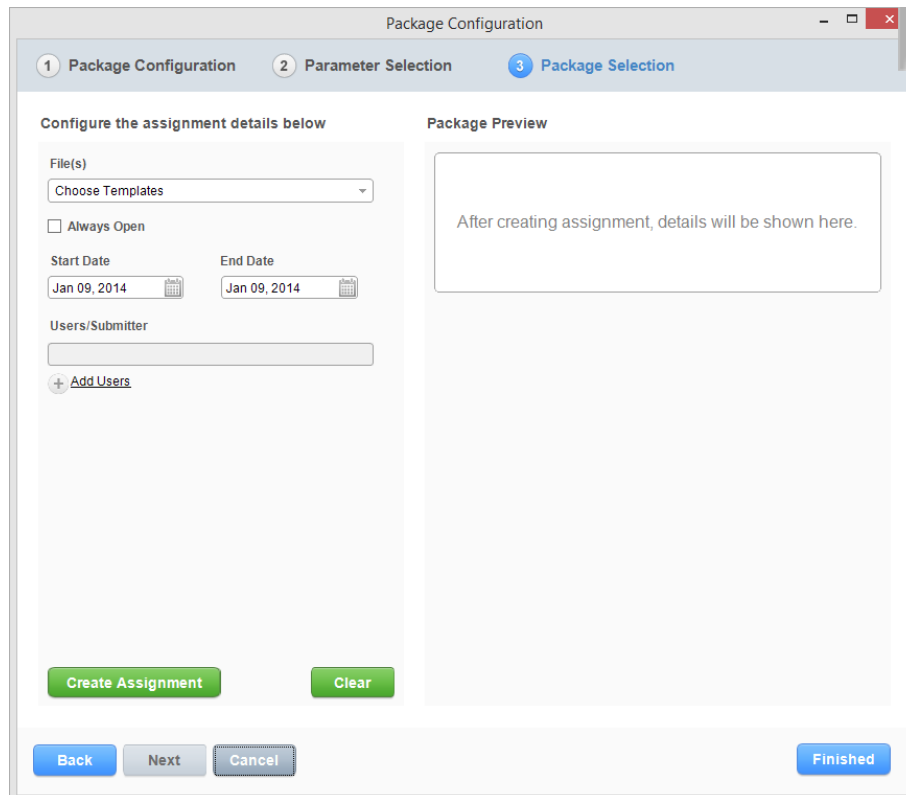 Package Configuration
1 Package Configuration 2 Parameter Selection 3 Package Selection
Configure the assignment details below
Package Preview
File(s)
Choose Templates
After creating assignment, details will be shown here.
Always Open
Start Date End Date
Jan 09, 2014 Jan 09, 2014
Users/Submitter
Add Users
Create Assignment Clear
Back Next Cancel Finished